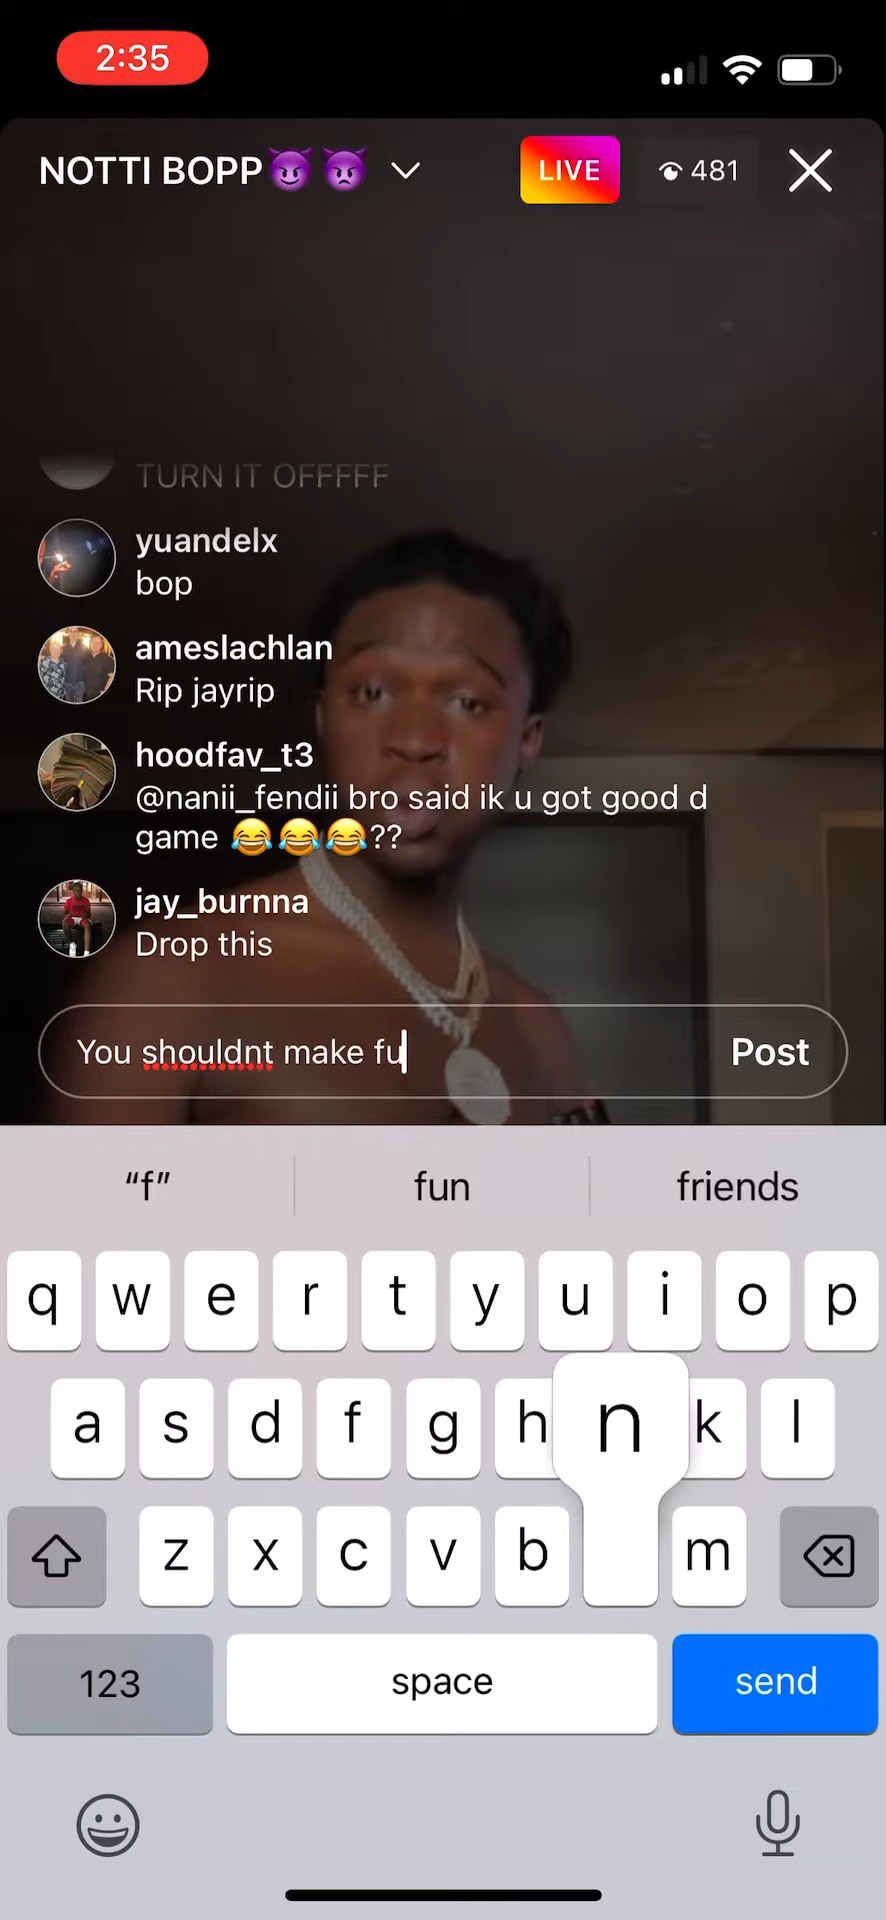 2:35
NOTTI BOPP😈👿
LIVE
481
TURN IT OFFFFF
yuandelx
bop
ameslachlan
Rip jayrip
hoodfav_t3
@nanii_fendii bro said ik u got good d
game 😂😂😂??
jay_burnna
Drop this
You shouldnt make fu
Post
“f” fun friends
q w e r t y u i o p
a s d f g h n k l
z x c v b m
123 space send